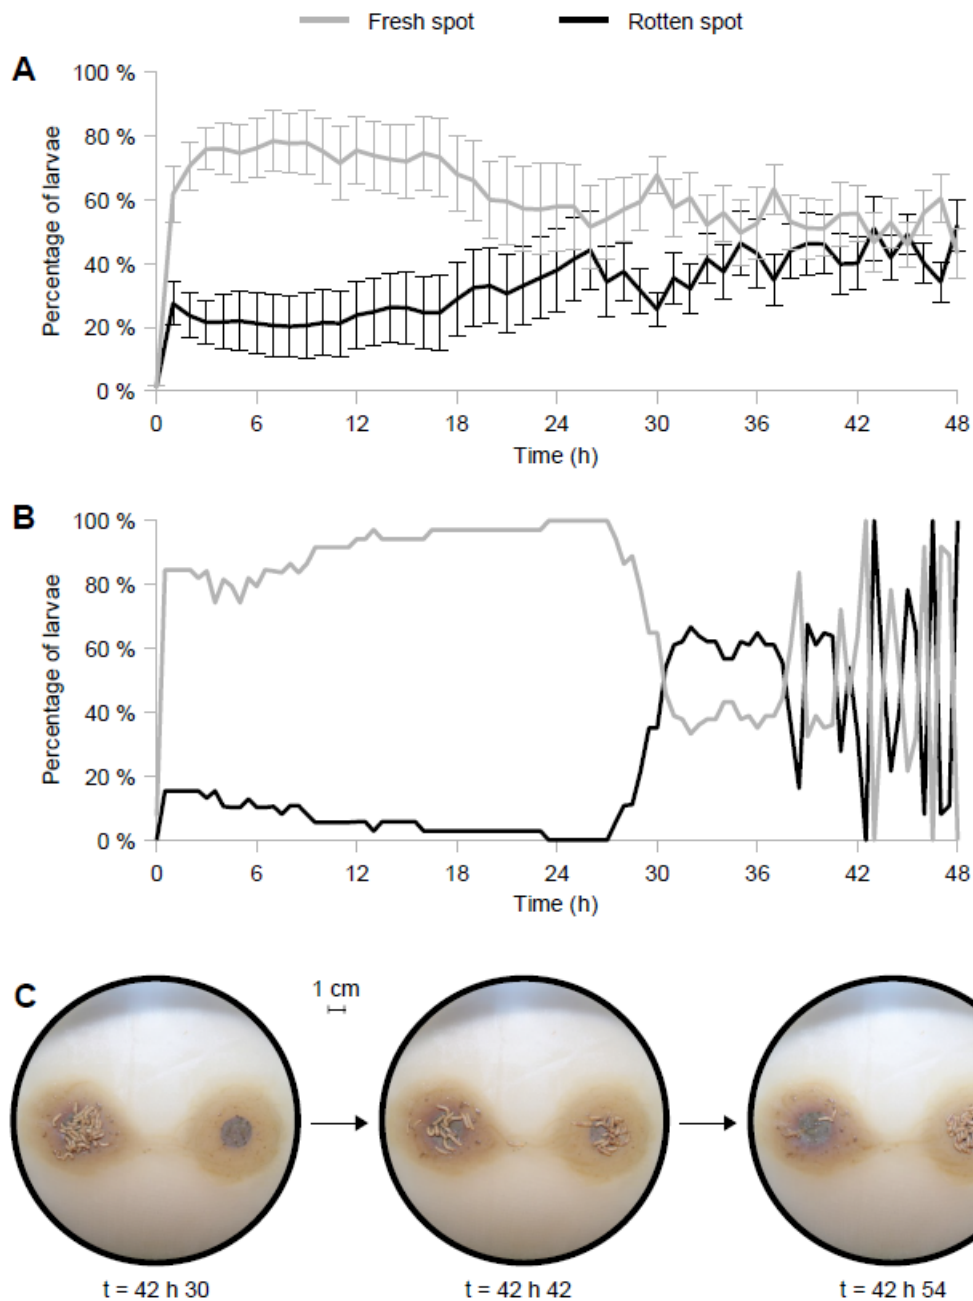 Fresh spot Rotten spot
A
100 %
80 %
60 %
40 %
20 %
0 %
Percentage of larvae
0 6 12 18 24 30 36 42 48
Time (h)
B
100 %
80 %
60 %
40 %
20 %
0 %
Percentage of larvae
0 6 12 18 24 30 36 42 48
Time (h)
C
1 cm
t = 42 h 30 t = 42 h 42 t = 42 h 54